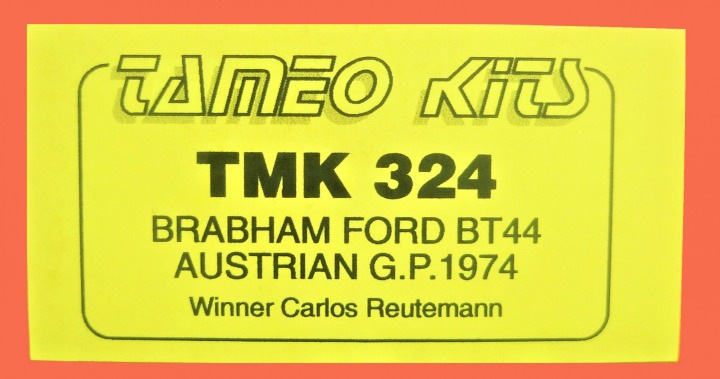 TAMEO KITS
TMK 324
BRABHAM FORD BT44
AUSTRIAN G.P.1974
Winner Carlos Reutemann